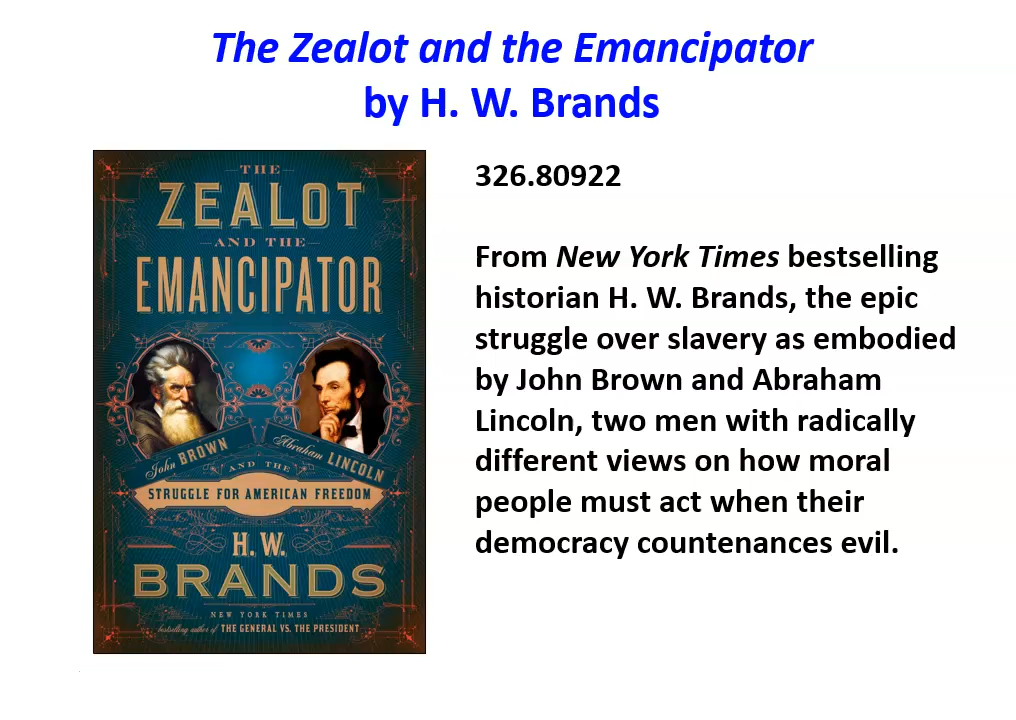 The Zealot and the Emancipator
by H. W. Brands
THE
ZEALOT
AND THE
EMANCIPATOR
John BROWN
Abraham LINCOLN
AND THE
STRUGGLE FOR AMERICAN FREEDOM
H. W.
BRANDS
NEW YORK TIMES
bestselling author of THE GENERAL VS. THE PRESIDENT
326.80922
From New York Times bestselling
historian H. W. Brands, the epic
struggle over slavery as embodied
by John Brown and Abraham
Lincoln, two men with radically
different views on how moral
people must act when their
democracy countenances evil.